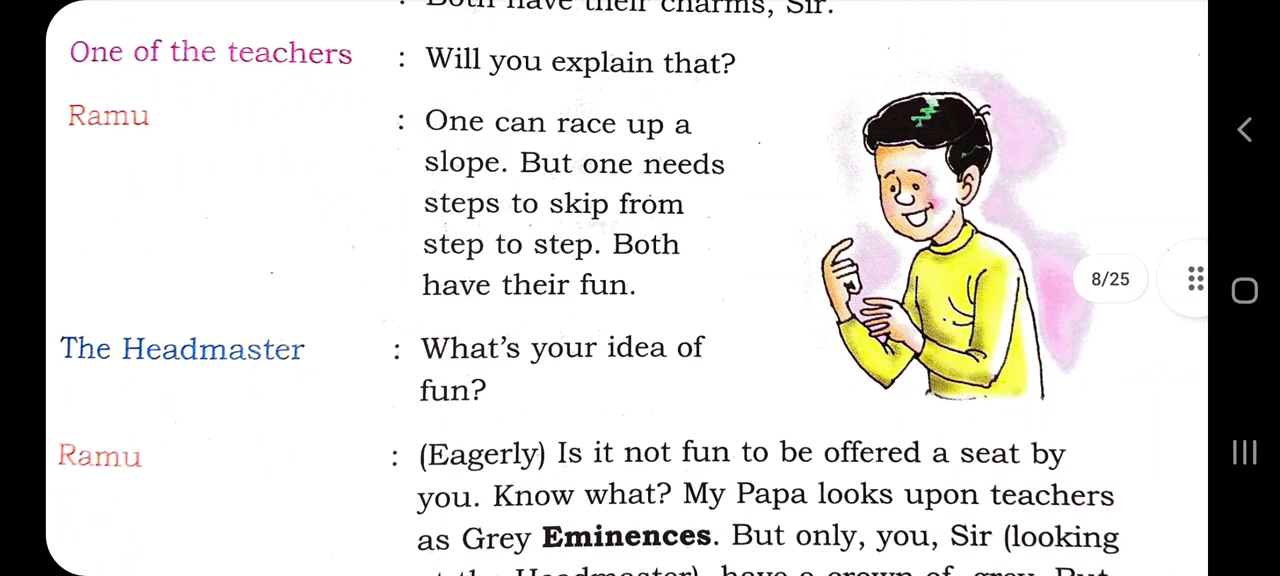 : Both have their charms, Sir.
One of the teachers : Will you explain that?
Ramu : One can race up a
slope. But one needs
steps to skip from
step to step. Both
have their fun.
The Headmaster : What's your idea of
fun?
Ramu : (Eagerly) Is it not fun to be offered a seat by
you. Know what? My Papa looks upon teachers
as Grey Eminences. But only, you, Sir (looking
at the Headmaster), have a crown of grey. But
8/25